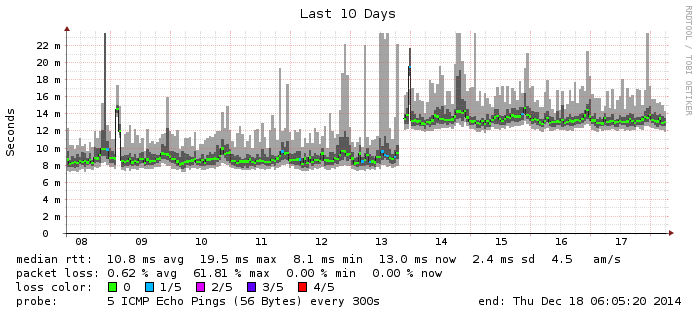 Last 10 Days
RRDTOOL / TOBI OETIKER
Seconds
22 m
20 m
18 m
16 m
14 m
12 m
10 m
8 m
6 m
4 m
2 m
0
08 09 10 11 12 13 14 15 16 17
median rtt: 10.8 ms avg 19.5 ms max 8.1 ms min 13.0 ms now 2.4 ms sd 4.5 am/s
packet loss: 0.62 % avg 61.81 % max 0.00 % min 0.00 % now
loss color: 0 1/5 2/5 3/5 4/5
probe: 5 ICMP Echo Pings (56 Bytes) every 300s end: Thu Dec 18 06:05:20 2014